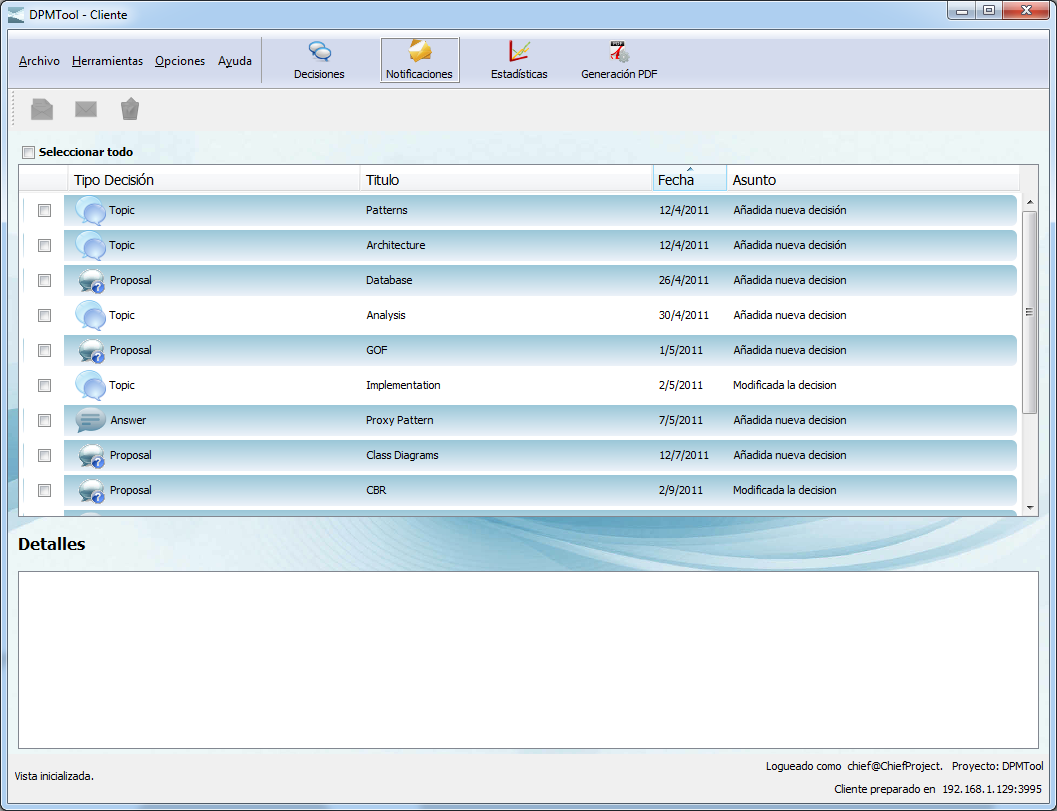 DPMTool - Cliente
Archivo Herramientas Opciones Ayuda Decisiones Notificaciones Estadísticas Generación PDF
Seleccionar todo
Tipo Decisión Titulo Fecha Asunto
Topic Patterns 12/4/2011 Añadida nueva decisión
Topic Architecture 12/4/2011 Añadida nueva decisión
Proposal Database 26/4/2011 Añadida nueva decision
Topic Analysis 30/4/2011 Añadida nueva decision
Proposal GOF 1/5/2011 Añadida nueva decision
Topic Implementation 2/5/2011 Modificada la decision
Answer Proxy Pattern 7/5/2011 Añadida nueva decision
Proposal Class Diagrams 12/7/2011 Añadida nueva decision
Proposal CBR 2/9/2011 Modificada la decision
Detalles
Logueado como chief@ChiefProject. Proyecto: DPMTool
Vista inicializada.
Cliente preparado en 192.168.1.129:3995